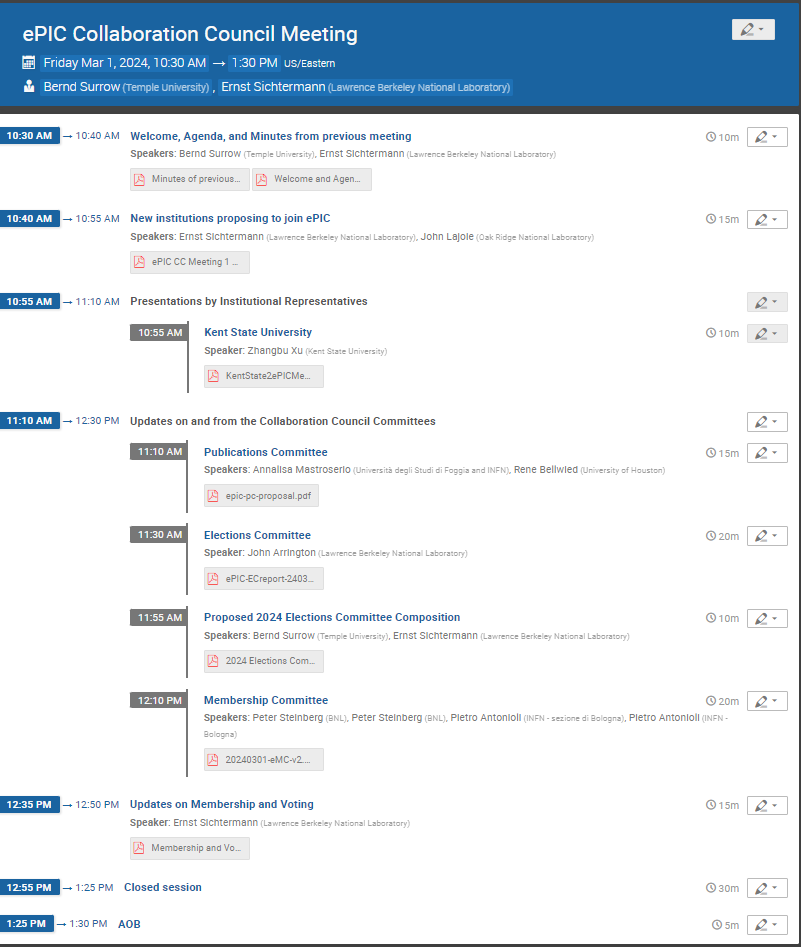 ePIC Collaboration Council Meeting
Friday Mar 1, 2024, 10:30 AM → 1:30 PM US/Eastern
Bernd Surrow (Temple University) , Ernst Sichtermann (Lawrence Berkeley National Laboratory)
10:30 AM → 10:40 AM Welcome, Agenda, and Minutes from previous meeting 10m
Speakers: Bernd Surrow (Temple University), Ernst Sichtermann (Lawrence Berkeley National Laboratory)
Minutes of previous... Welcome and Agen...
10:40 AM → 10:55 AM New institutions proposing to join ePIC 15m
Speakers: Ernst Sichtermann (Lawrence Berkeley National Laboratory), John Lajoie (Oak Ridge National Laboratory)
ePIC CC Meeting 1 ...
10:55 AM → 11:10 AM Presentations by Institutional Representatives
10:55 AM Kent State University 10m
Speaker: Zhangbu Xu (Kent State University)
KentState2ePICMe...
11:10 AM → 12:30 PM Updates on and from the Collaboration Council Committees
11:10 AM Publications Committee 15m
Speakers: Annalisa Mastroserio (Università degli Studi di Foggia and INFN), Rene Bellwied (University of Houston)
epic-pc-proposal.pdf
11:30 AM Elections Committee 20m
Speaker: John Arrington (Lawrence Berkeley National Laboratory)
ePIC-ECreport-2403...
11:55 AM Proposed 2024 Elections Committee Composition 10m
Speakers: Bernd Surrow (Temple University), Ernst Sichtermann (Lawrence Berkeley National Laboratory)
2024 Elections Com...
12:10 PM Membership Committee 20m
Speakers: Peter Steinberg (BNL), Peter Steinberg (BNL), Pietro Antonioli (INFN - sezione di Bologna), Pietro Antonioli (INFN -
Bologna)
20240301-eMC-v2....
12:35 PM → 12:50 PM Updates on Membership and Voting 15m
Speaker: Ernst Sichtermann (Lawrence Berkeley National Laboratory)
Membership and Vo...
12:55 PM → 1:25 PM Closed session 30m
1:25 PM → 1:30 PM AOB 5m